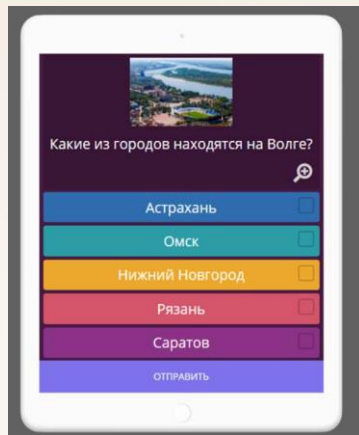 Какие из городов находятся на Волге?
Астрахань
Омск
Нижний Новгород
Рязань
Саратов
ОТПРАВИТЬ